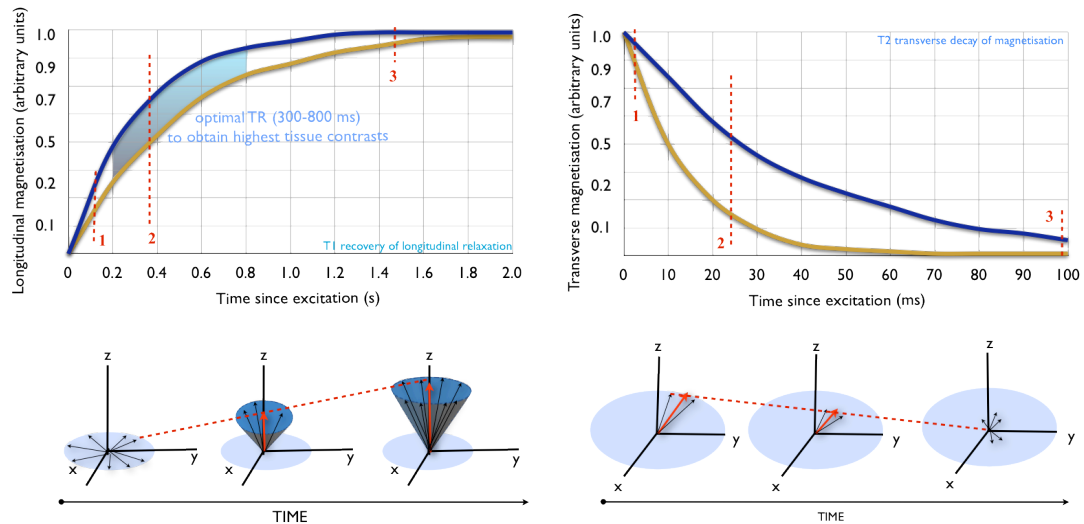 Longitudinal magnetisation (arbitrary units)
1.0
0.9
0.7
0.5
0.2
0.1
3
optimal TR (300-800 ms)
to obtain highest tissue contrasts
1
2
T1 recovery of longitudinal relaxation
0 0.2 0.4 0.6 0.8 1.0 1.2 1.4 1.6 1.8 2.0
Time since excitation (s)
Transverse magnetisation (arbitrary units)
T2 transverse decay of magnetisation
1.0
0.9
0.7
0.5
0.2
0.1
1
2
3
0 10 20 30 40 50 60 70 80 90 100
Time since excitation (ms)
z z z
x y x y x y
TIME
z z z
y y y
x x x
TIME